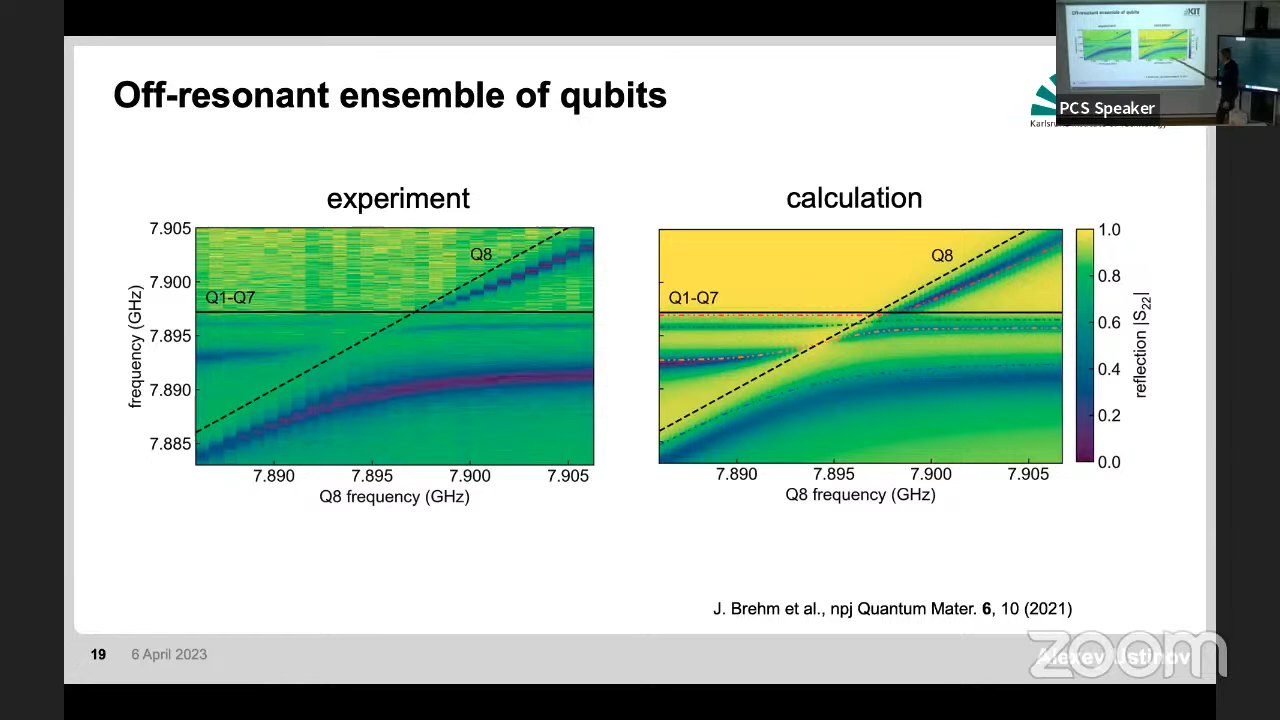 Off-resonant ensemble of qubits
PCS Speaker
experiment
calculation
7.905
7.900
7.895
7.890
7.885
frequency (GHz)
Q8
Q1-Q7
7.890 7.895 7.900 7.905
Q8 frequency (GHz)
Q8
Q1-Q7
7.890 7.895 7.900 7.905
Q8 frequency (GHz)
1.0
0.8
0.6
0.4
0.2
0.0
reflection |S22|
J. Brehm et al., npj Quantum Mater. 6, 10 (2021)
19 6 April 2023
Alexey Ustinov
zoom